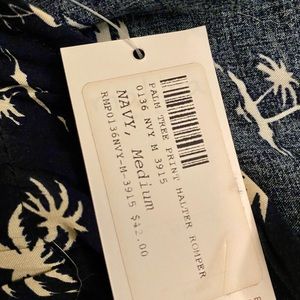 PALM TREE PRINT HALTER ROMPER
0136 NVY M 3915
NAVY, Medium
RMP0136NVY-M-3915 $42.00